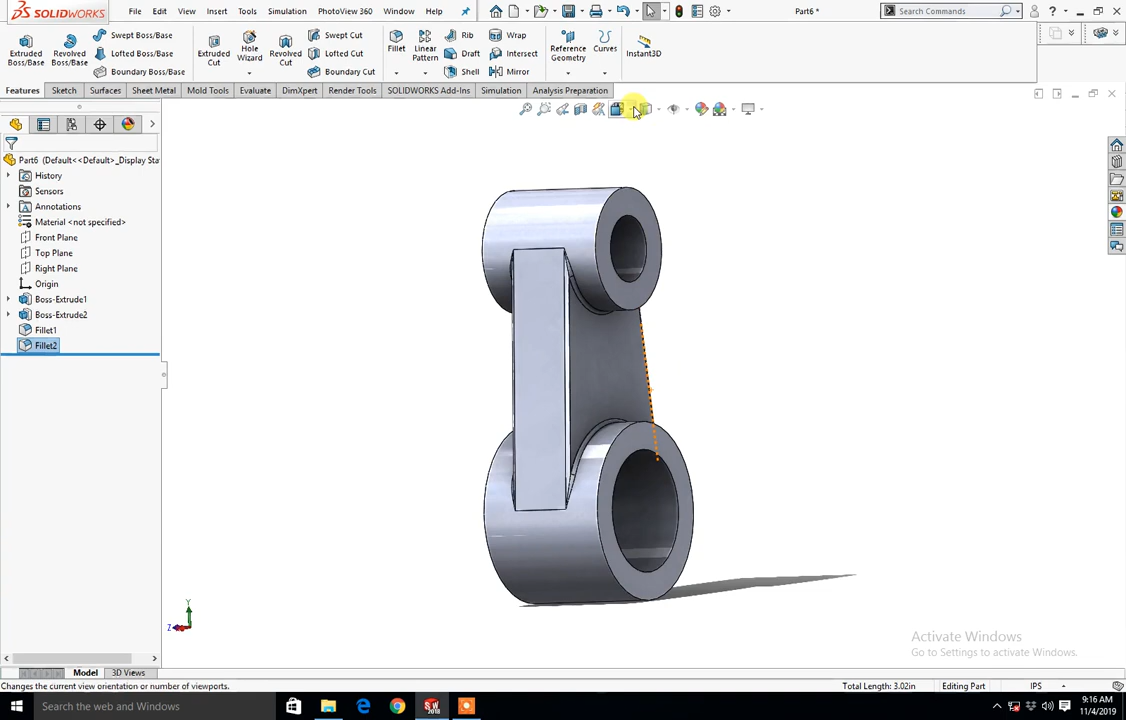 SOLIDWORKS File Edit View Insert Tools Simulation PhotoView 360 Window Help Part6 * Search Commands
Extruded Boss/Base
Revolved Boss/Base
Swept Boss/Base
Lofted Boss/Base
Boundary Boss/Base
Extruded Cut
Hole Wizard
Revolved Cut
Swept Cut
Lofted Cut
Boundary Cut
Fillet
Linear Pattern
Rib
Draft
Shell
Wrap
Intersect
Mirror
Reference Geometry
Curves
Instant3D
Features Sketch Surfaces Sheet Metal Mold Tools Evaluate DimXpert Render Tools SOLIDWORKS Add-Ins Simulation Analysis Preparation
Part6 (Default<<Default>_Display Sta
History
Sensors
Annotations
Material <not specified>
Front Plane
Top Plane
Right Plane
Origin
Boss-Extrude1
Boss-Extrude2
Fillet1
Fillet2
Y
Z
Activate Windows
Go to Settings to activate Windows.
Model 3D Views
Changes the current view orientation or number of viewports. Total Length: 3.02in Editing Part IPS
Search the web and Windows
SW 2018
9:16 AM
11/4/2019